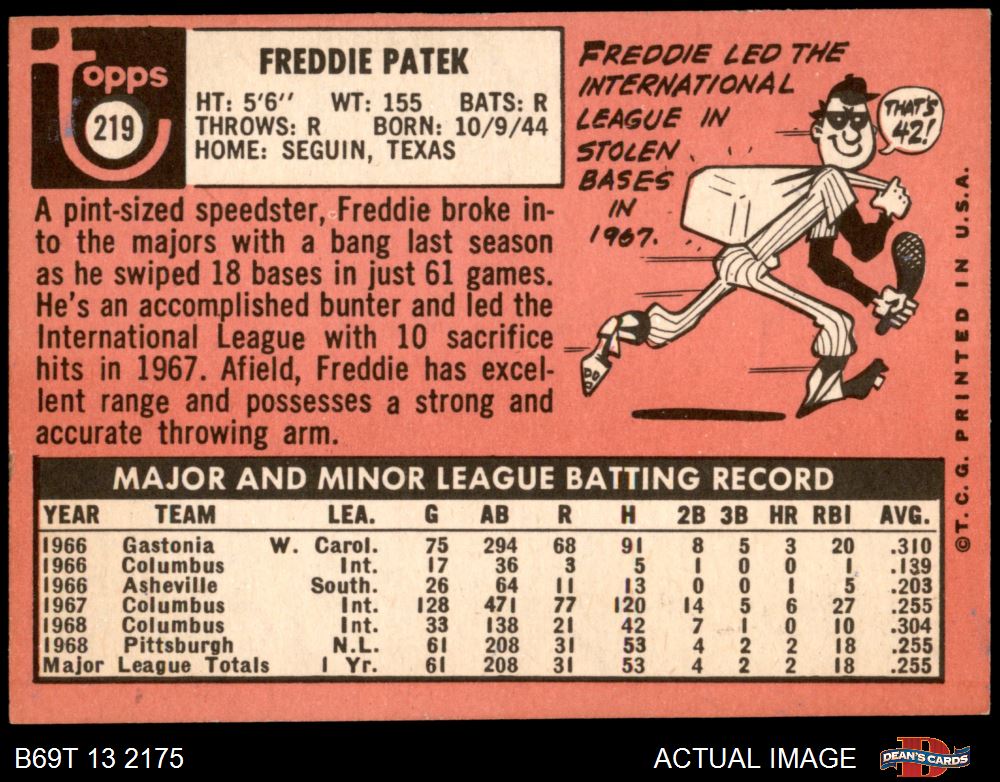 Topps
219
FREDDIE PATEK
HT: 5'6" WT: 155 BATS: R
THROWS: R BORN: 10/9/44
HOME: SEGUIN, TEXAS
A pint-sized speedster, Freddie broke in-
to the majors with a bang last season
as he swiped 18 bases in just 61 games.
He's an accomplished bunter and led the
International League with 10 sacrifice
hits in 1967. Afield, Freddie has excel-
lent range and possesses a strong and
accurate throwing arm.
FREDDIE LED THE
INTERNATIONAL
LEAGUE IN
STOLEN
BASES
IN
1967.
THAT'S
42!
MAJOR AND MINOR LEAGUE BATTING RECORD
YEAR TEAM LEA. G AB R H 2B 3B HR RBI AVG.
1966 Gastonia W. Carol. 75 294 68 91 8 5 3 20 .310
1966 Columbus Int. 17 36 3 5 1 0 0 1 .139
1966 Asheville South. 26 64 11 13 0 0 1 5 .203
1967 Columbus Int. 128 471 77 120 14 5 6 27 .255
1968 Columbus Int. 33 138 21 42 7 1 0 10 .304
1968 Pittsburgh N.L. 61 208 31 53 4 2 2 18 .255
Major League Totals 1 Yr. 61 208 31 53 4 2 2 18 .255
©T. C. G. PRINTED IN U.S.A.
B69T 13 2175
ACTUAL IMAGE
D
DEAN'S CARDS